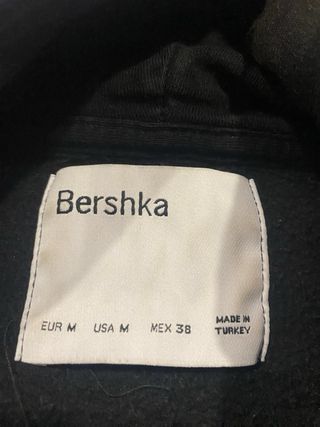 Bershka
EUR M USA M MEX 38 MADE IN
TURKEY